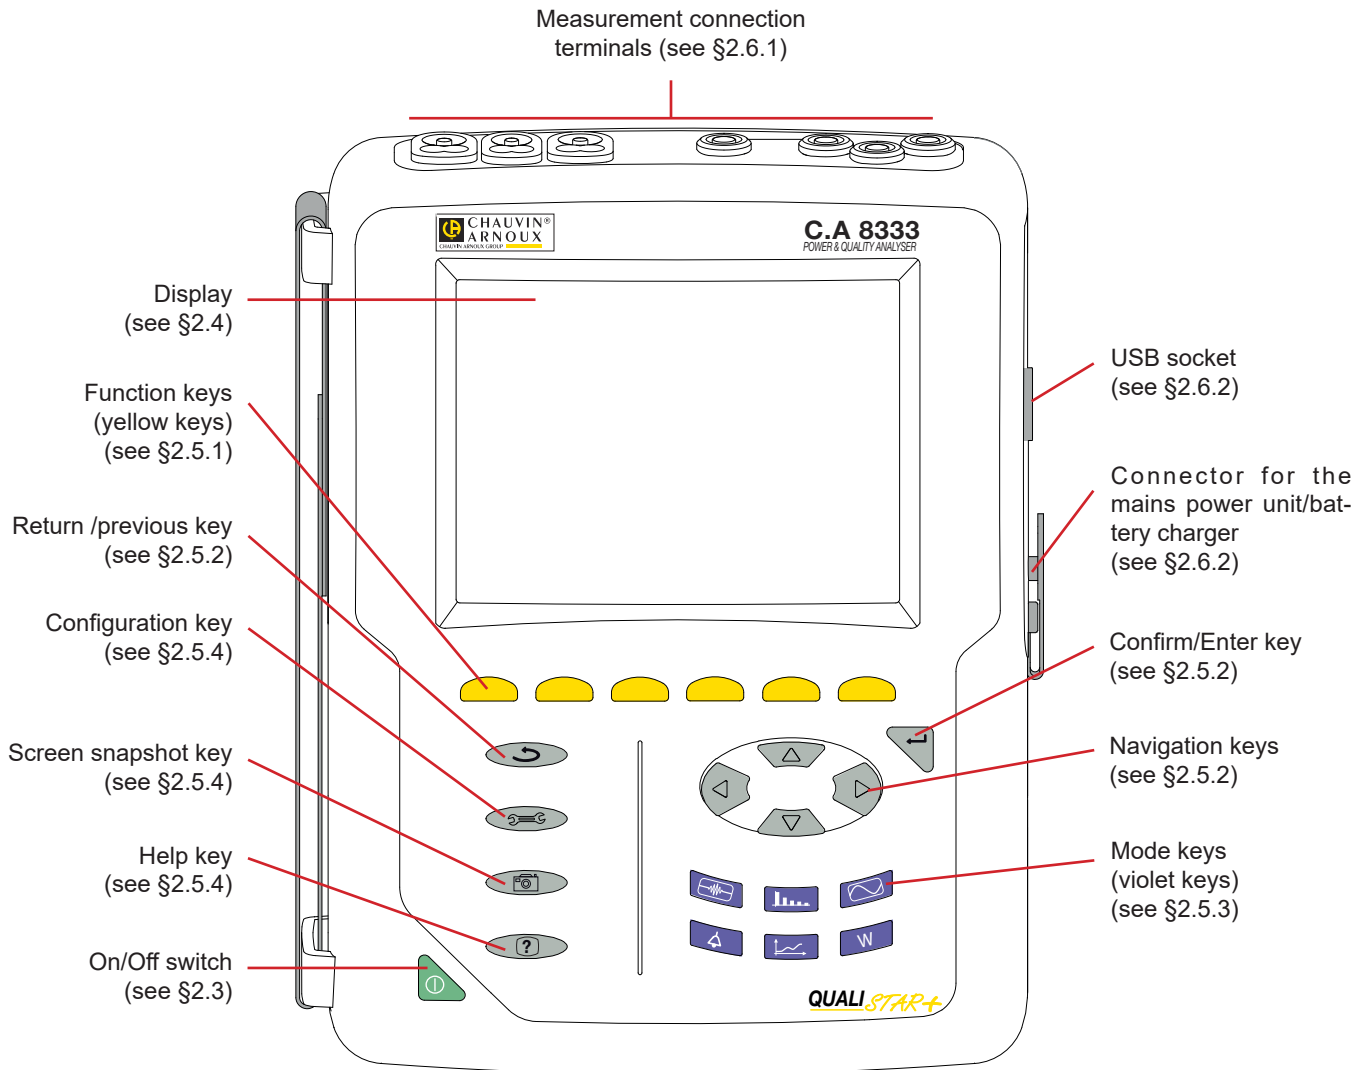 Measurement connection
terminals (see §2.6.1)
CHAUVIN®
ARNOUX
CHAUVIN ARNOUX GROUP
C.A 8333
POWER & QUALITY ANALYSER
Display
(see §2.4)
Function keys
(yellow keys)
(see §2.5.1)
Return /previous key
(see §2.5.2)
Configuration key
(see §2.5.4)
Screen snapshot key
(see §2.5.4)
Help key
(see §2.5.4)
On/Off switch
(see §2.3)
USB socket
(see §2.6.2)
Connector for the
mains power unit/bat-
tery charger
(see §2.6.2)
Confirm/Enter key
(see §2.5.2)
Navigation keys
(see §2.5.2)
Mode keys
(violet keys)
(see §2.5.3)
?
W
QUALISTAR+